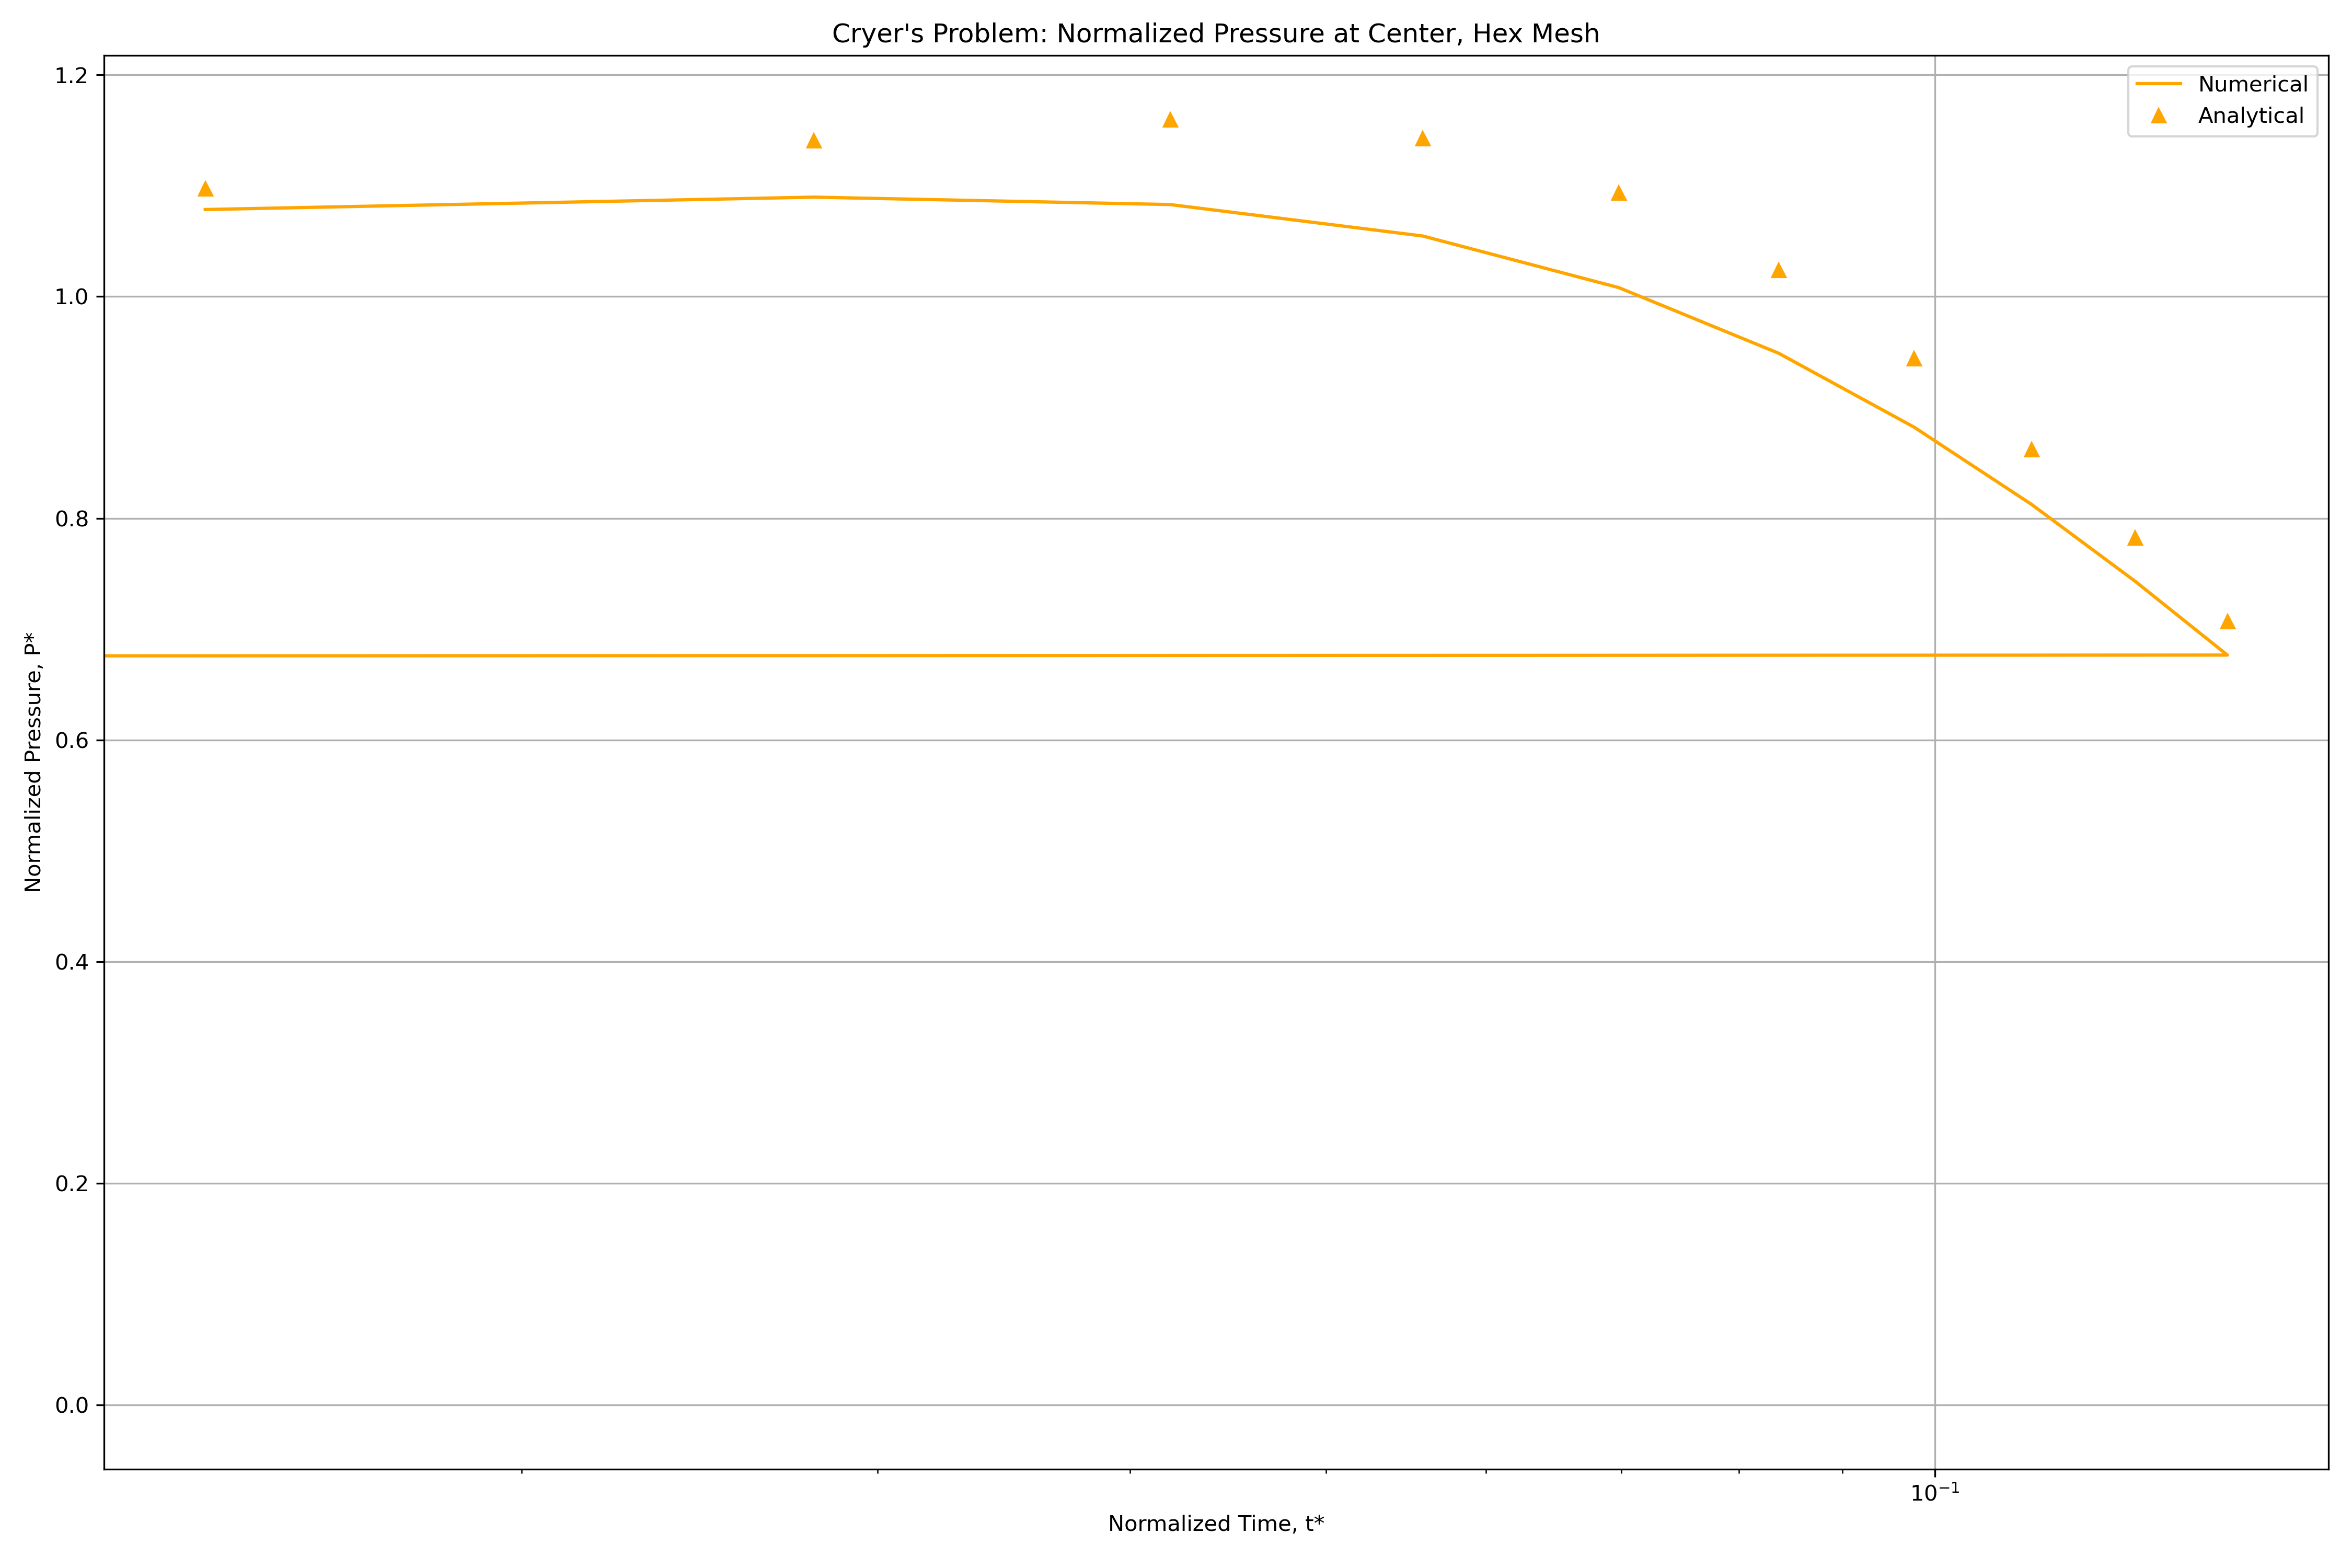 Cryer's Problem: Normalized Pressure at Center, Hex Mesh
Numerical
Analytical
1.2
1.0
0.8
0.6
0.4
0.2
0.0
Normalized Pressure, P*
10⁻¹
Normalized Time, t*